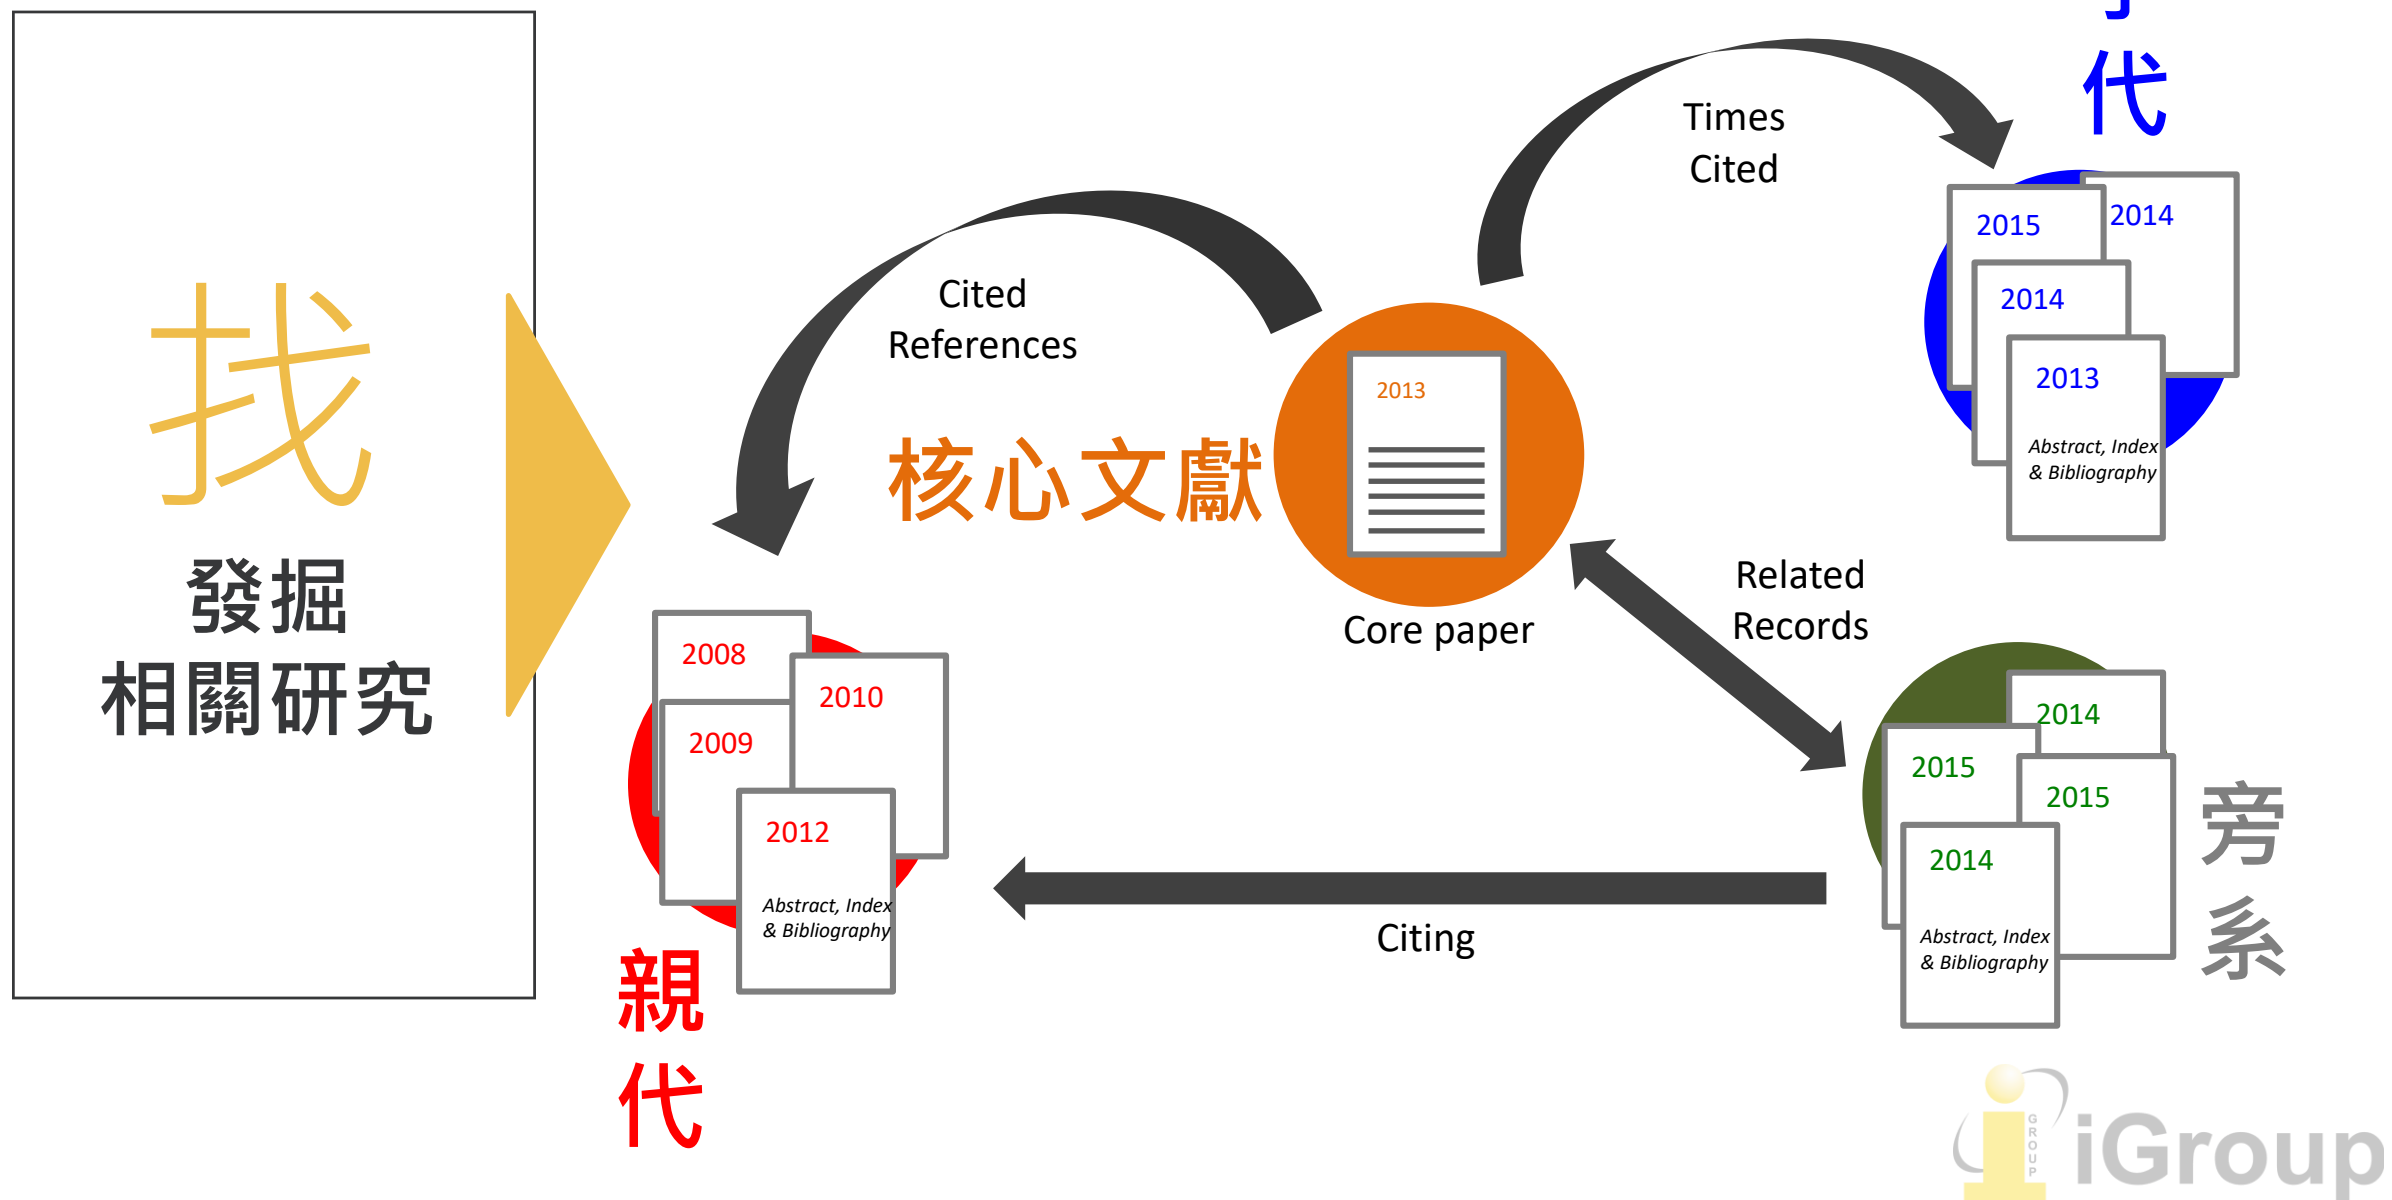 找
發掘
相關研究
Cited
References
Times
Cited
代
2015
2014
2014
2013
Abstract, Index
& Bibliography
核心文獻
2013
Core paper
Related
Records
2008
2010
2009
2012
Abstract, Index
& Bibliography
親
代
Citing
2014
2015
2015
2014
Abstract, Index
& Bibliography
旁
系
GROUP
iGroup